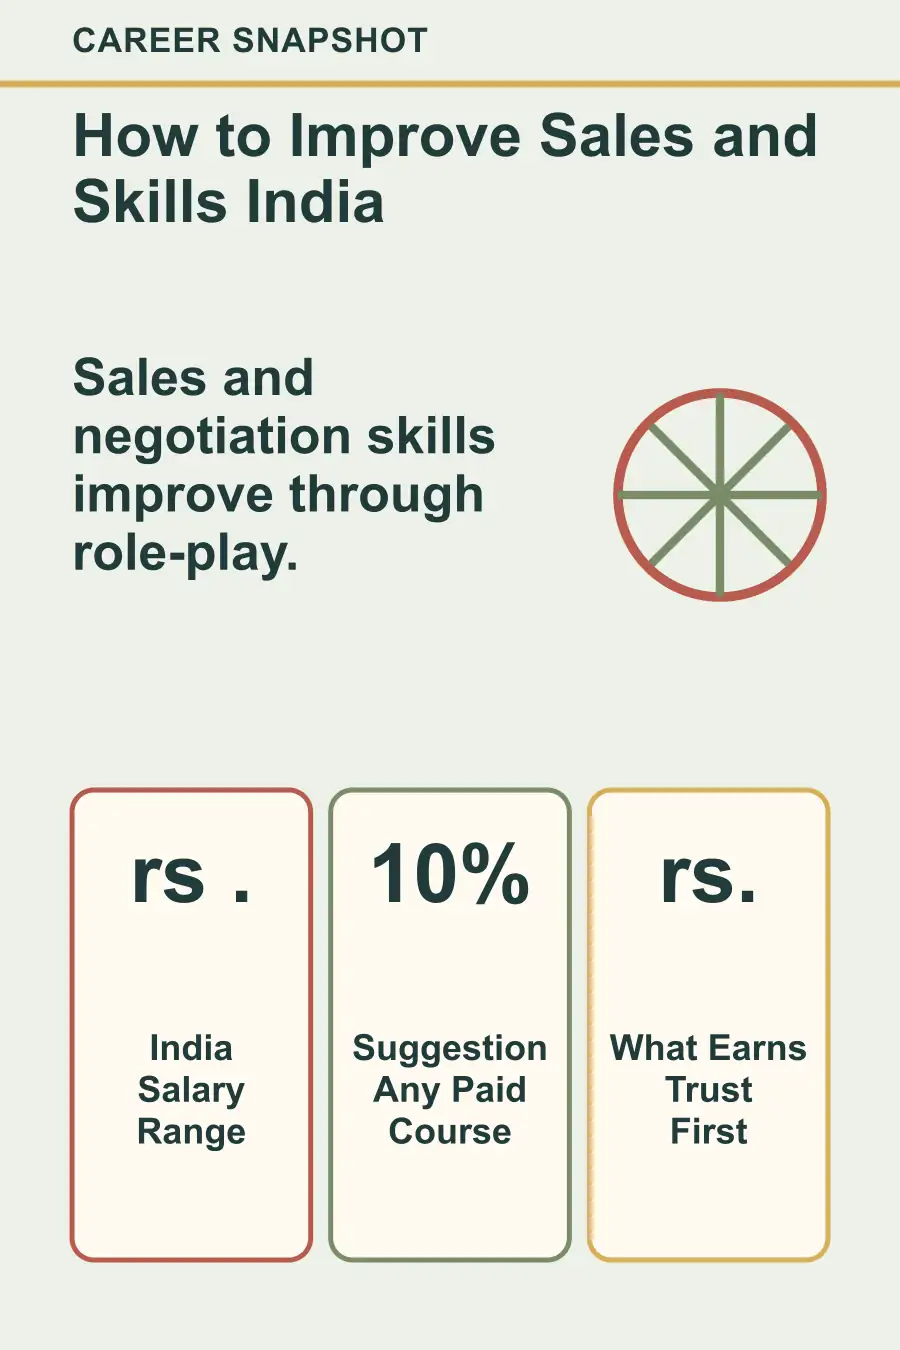 CAREER SNAPSHOT
How to Improve Sales and
Skills India
Sales and
negotiation skills
improve through
role-play.
rs .
India
Salary
Range
10%
Suggestion
Any Paid
Course
rs.
What Earns
Trust
First